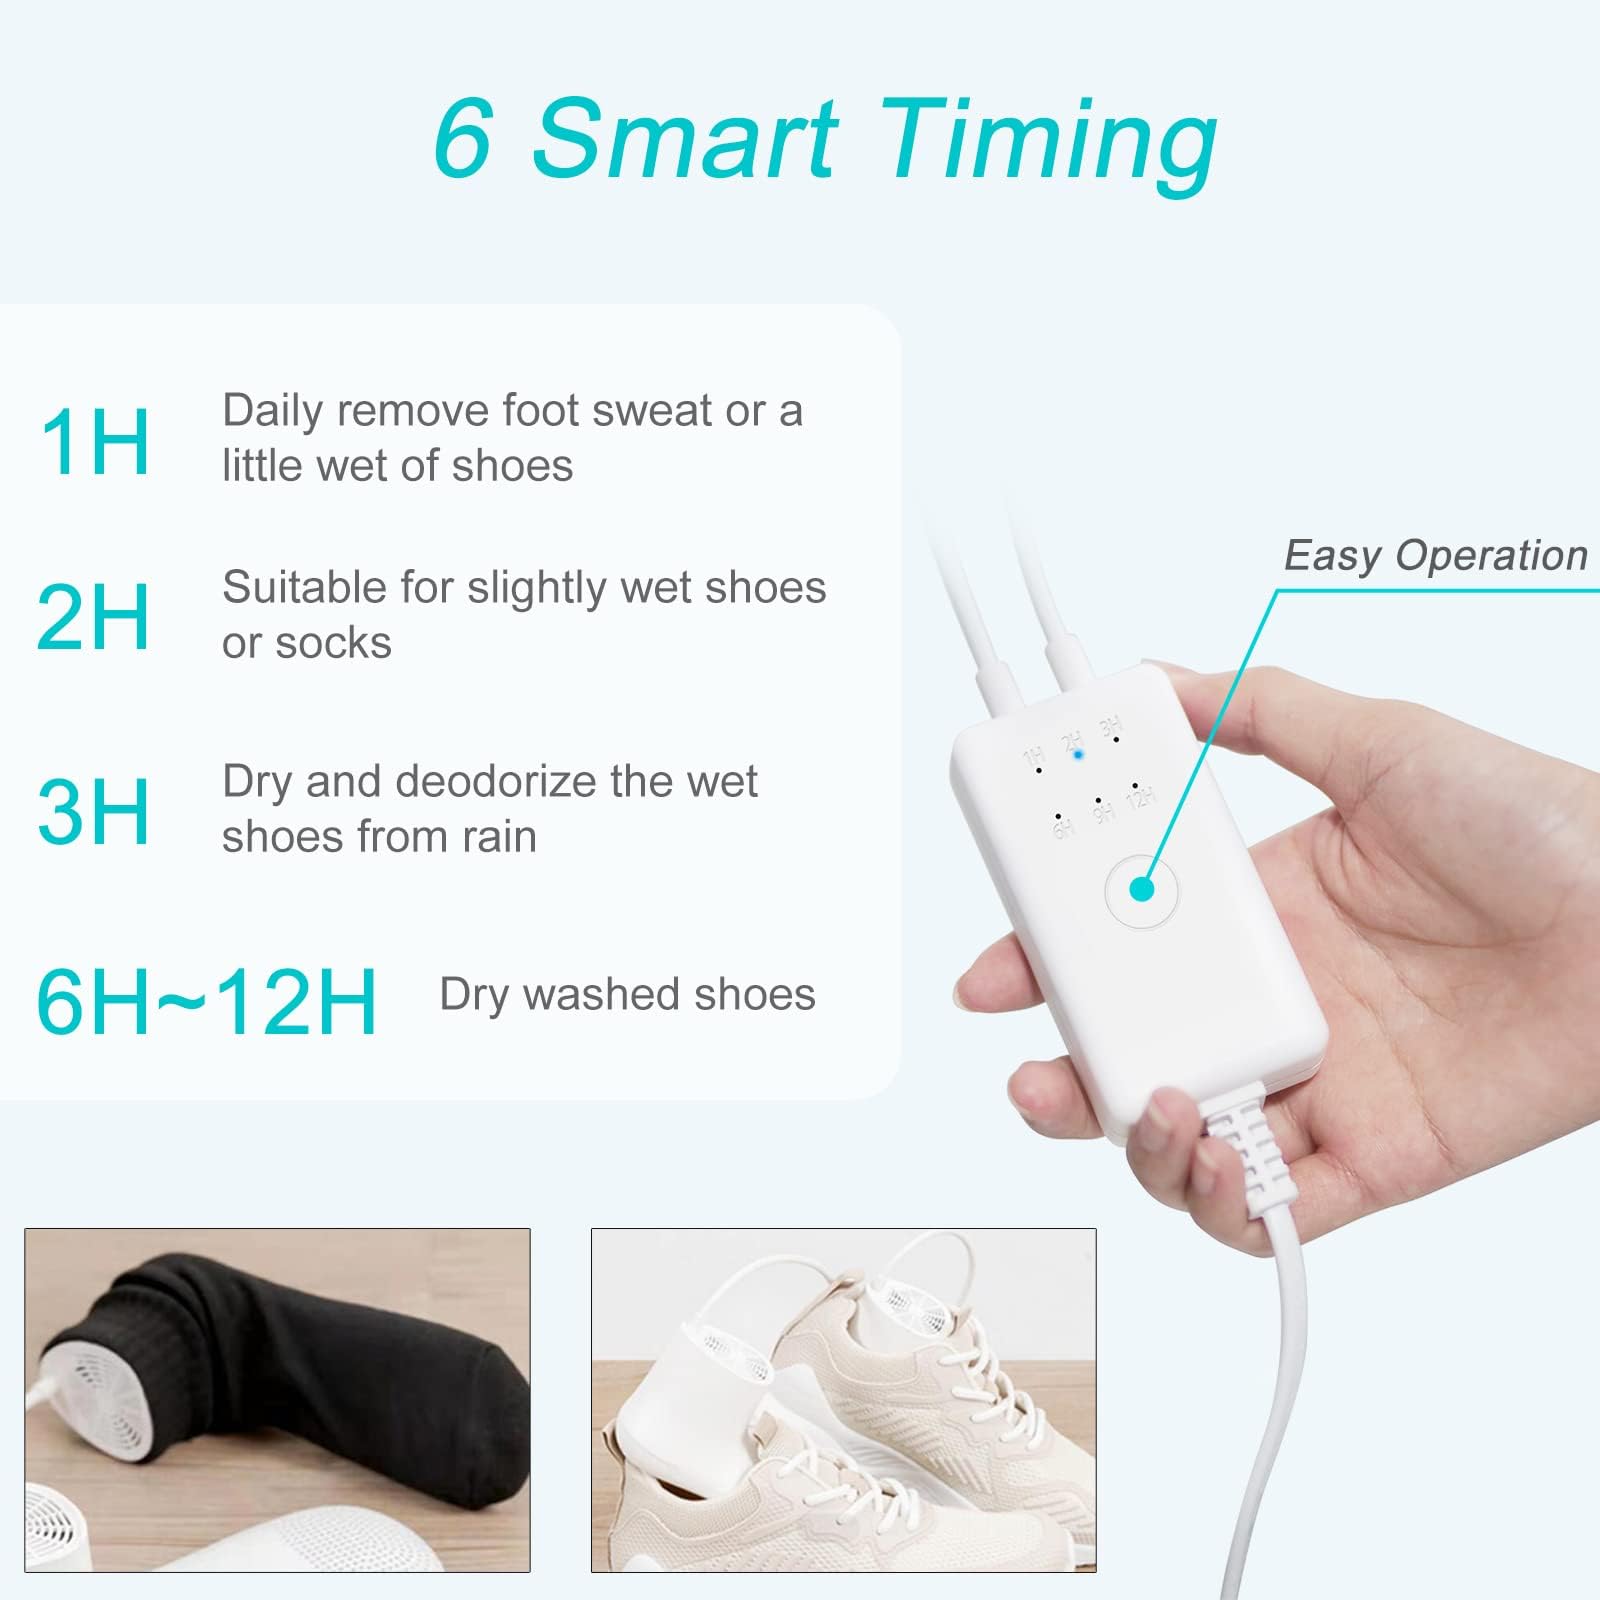 6 Smart Timing
1H
Daily remove foot sweat or a
little wet of shoes
2H
Suitable for slightly wet shoes
or socks
3H
Dry and deodorize the wet
shoes from rain
6H~12H
Dry washed shoes
Easy Operation
1H 2H 3H
6H 9H 12H